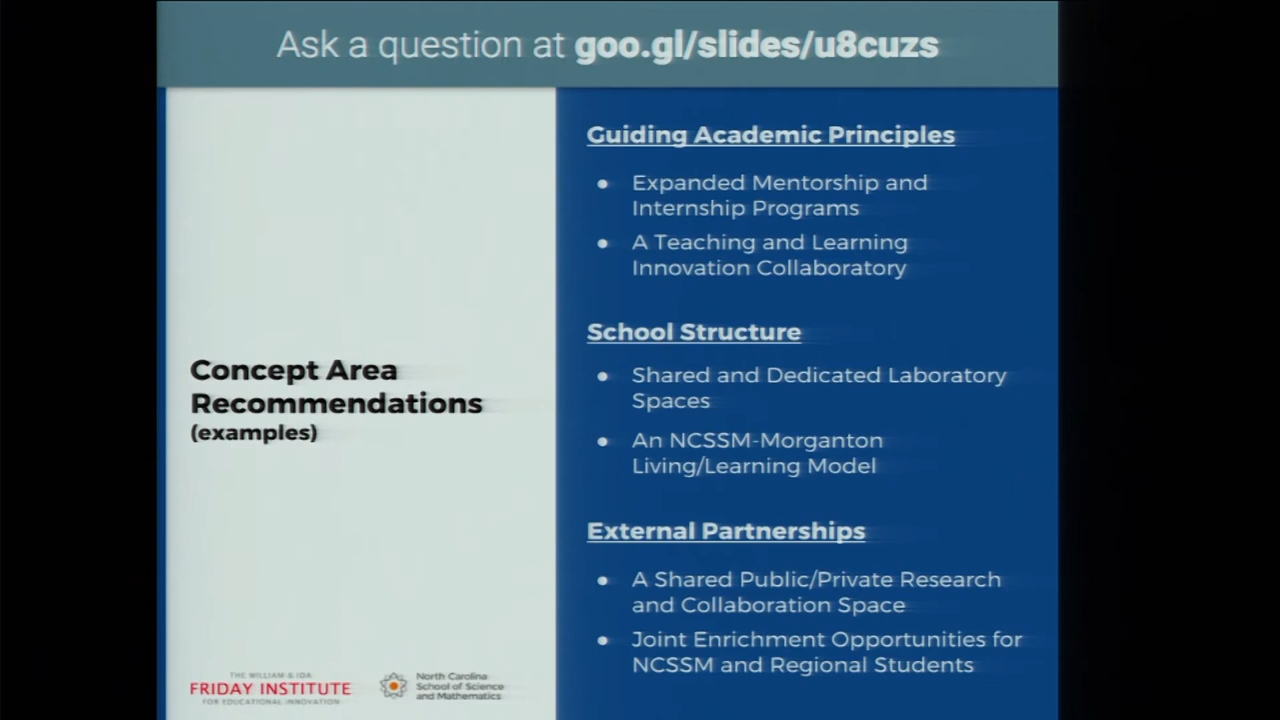 Ask a question at goo.gl/slides/u8cuzs
Concept Area
Recommendations
(examples)
THE WILLIAM & IDA
FRIDAY INSTITUTE
FOR EDUCATIONAL INNOVATION
North Carolina
School of Science
and Mathematics
Guiding Academic Principles
● Expanded Mentorship and
Internship Programs
● A Teaching and Learning
Innovation Collaboratory
School Structure
● Shared and Dedicated Laboratory
Spaces
● An NCSSM-Morganton
Living/Learning Model
External Partnerships
● A Shared Public/Private Research
and Collaboration Space
● Joint Enrichment Opportunities for
NCSSM and Regional Students